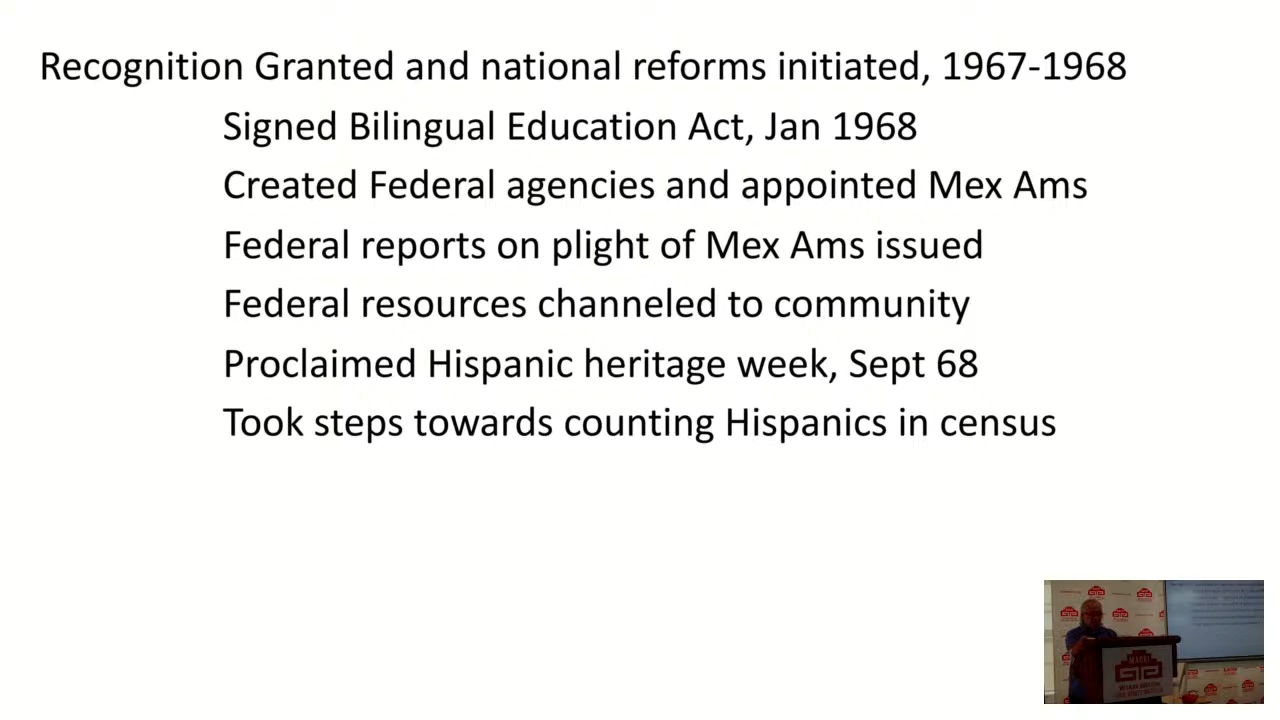 Recognition Granted and national reforms initiated, 1967-1968
Signed Bilingual Education Act, Jan 1968
Created Federal agencies and appointed Mex Ams
Federal reports on plight of Mex Ams issued
Federal resources channeled to community
Proclaimed Hispanic heritage week, Sept 68
Took steps towards counting Hispanics in census